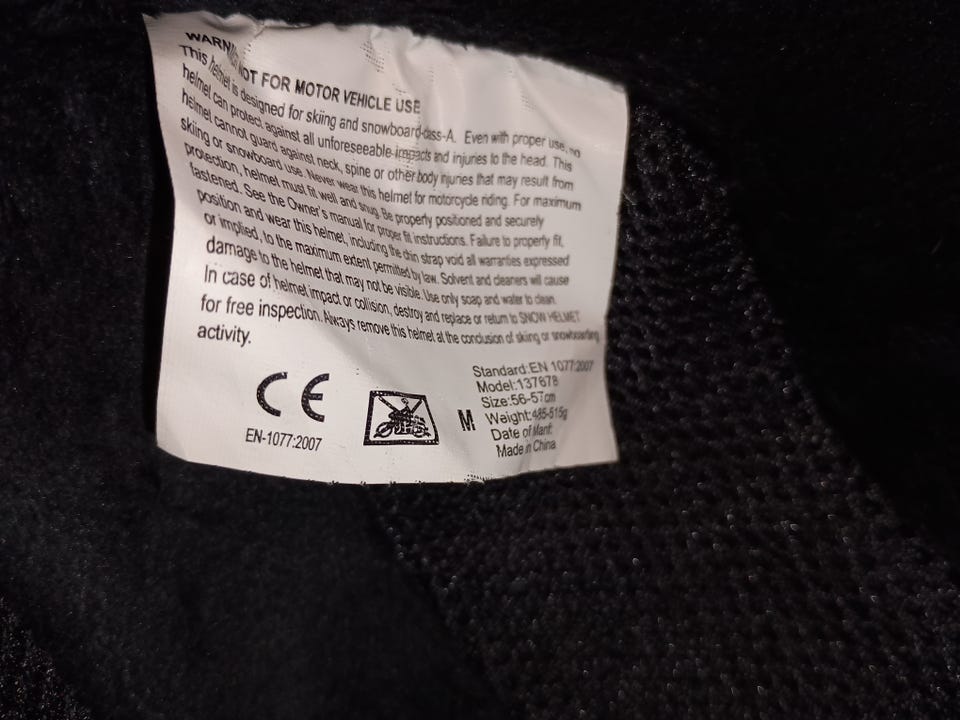 WARNING NOT FOR MOTOR VEHICLE USE
This helmet is designed for skiing and snowboard-class-A. Even with proper use, no
helmet can protect against all unforeseeable impacts and injuries to the head. This
helmet cannot guard against neck, spine or other body injuries that may result from
skiing or snowboard use. Never wear this helmet for motorcycle riding. For maximum
protection, helmet must fit well and snug. Be properly positioned and securely
fastened. See the Owner's manual for proper fit instructions. Failure to properly fit,
position and wear this helmet, including the chin strap void all warranties expressed
or implied, to the maximum extent permitted by law. Solvent and cleaners will cause
damage to the helmet that may not be visible. Use only soap and water to clean.
In case of helmet impact or collision, destroy and replace or return to SNOW HELMET
for free inspection. Always remove this helmet at the conclusion of skiing or snowboarding
activity.
CE
EN-1077:2007
M
Standard:EN 1077:2007
Model:137678
Size:56-57cm
Weight:485-515g
Date of Manf:
Made in China